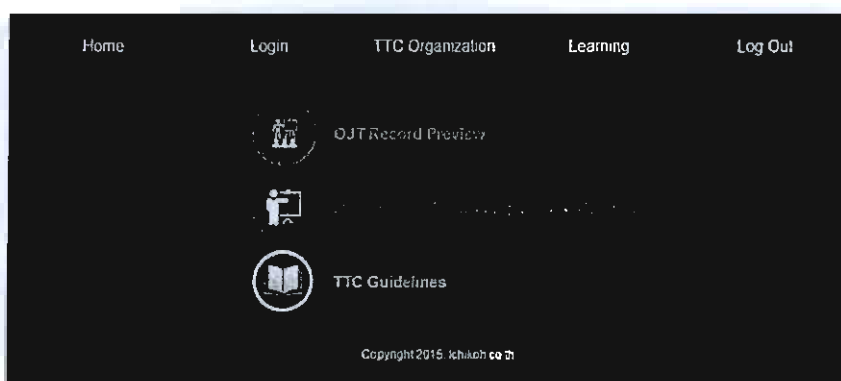 Home Login TTC Organization Learning Log Out
OJT Record Preview
TTC Guidelines
Copyright 2015. Ichikoh.co.th